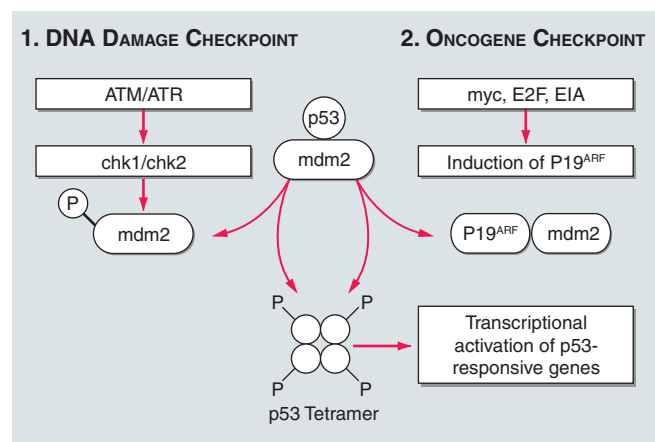 1. DNA DAMAGE CHECKPOINT
2. ONCOGENE CHECKPOINT
ATM/ATR
chk1/chk2
P
mdm2
p53
mdm2
myc, E2F, EIA
Induction of P19ARF
P19ARF
mdm2
P
P
P
P
p53 Tetramer
Transcriptional
activation of p53-
responsive genes